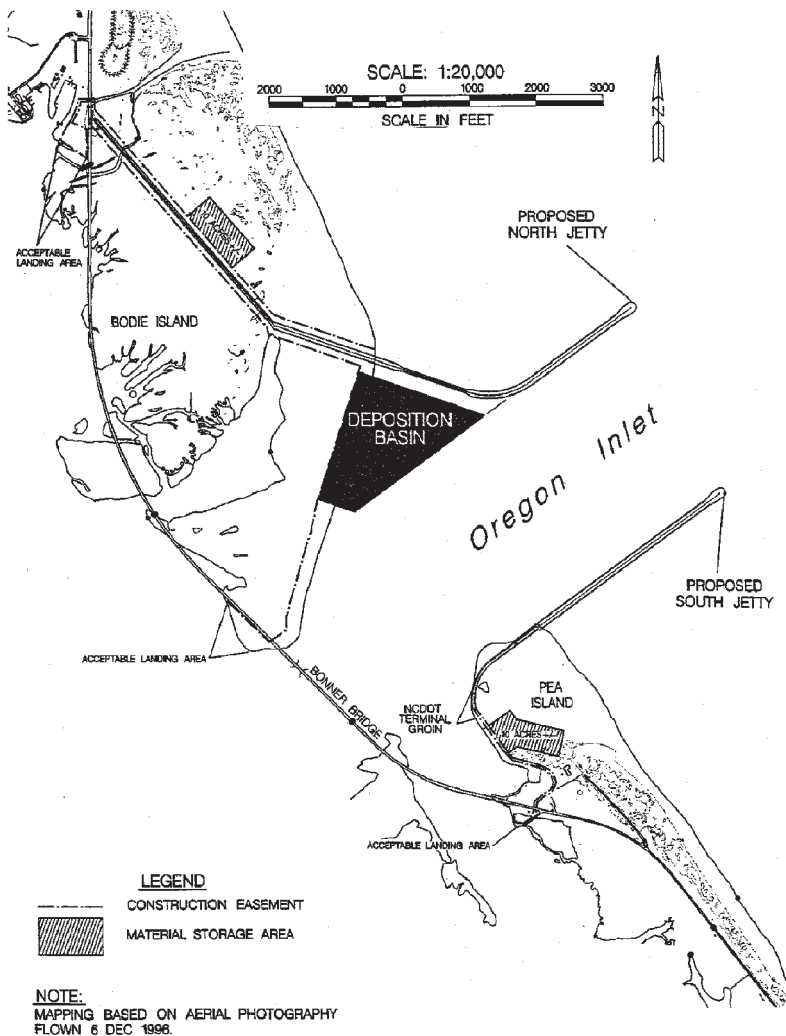 SCALE: 1:20,000
2000 1000 0 1000 2000 3000
SCALE IN FEET
N
PROPOSED
NORTH JETTY
ACCEPTABLE
LANDING AREA
ACRES
BODIE ISLAND
DEPOSITION
BASIN
Oregon Inlet
PROPOSED
SOUTH JETTY
ACCEPTABLE LANDING AREA
BONNER BRIDGE
PEA
ISLAND
NCDOT
TERMINAL
GROIN
ACRES
ACCEPTABLE LANDING AREA
LEGEND
CONSTRUCTION EASEMENT
MATERIAL STORAGE AREA
NOTE:
MAPPING BASED ON AERIAL PHOTOGRAPHY
FLOWN 6 DEC 1996.